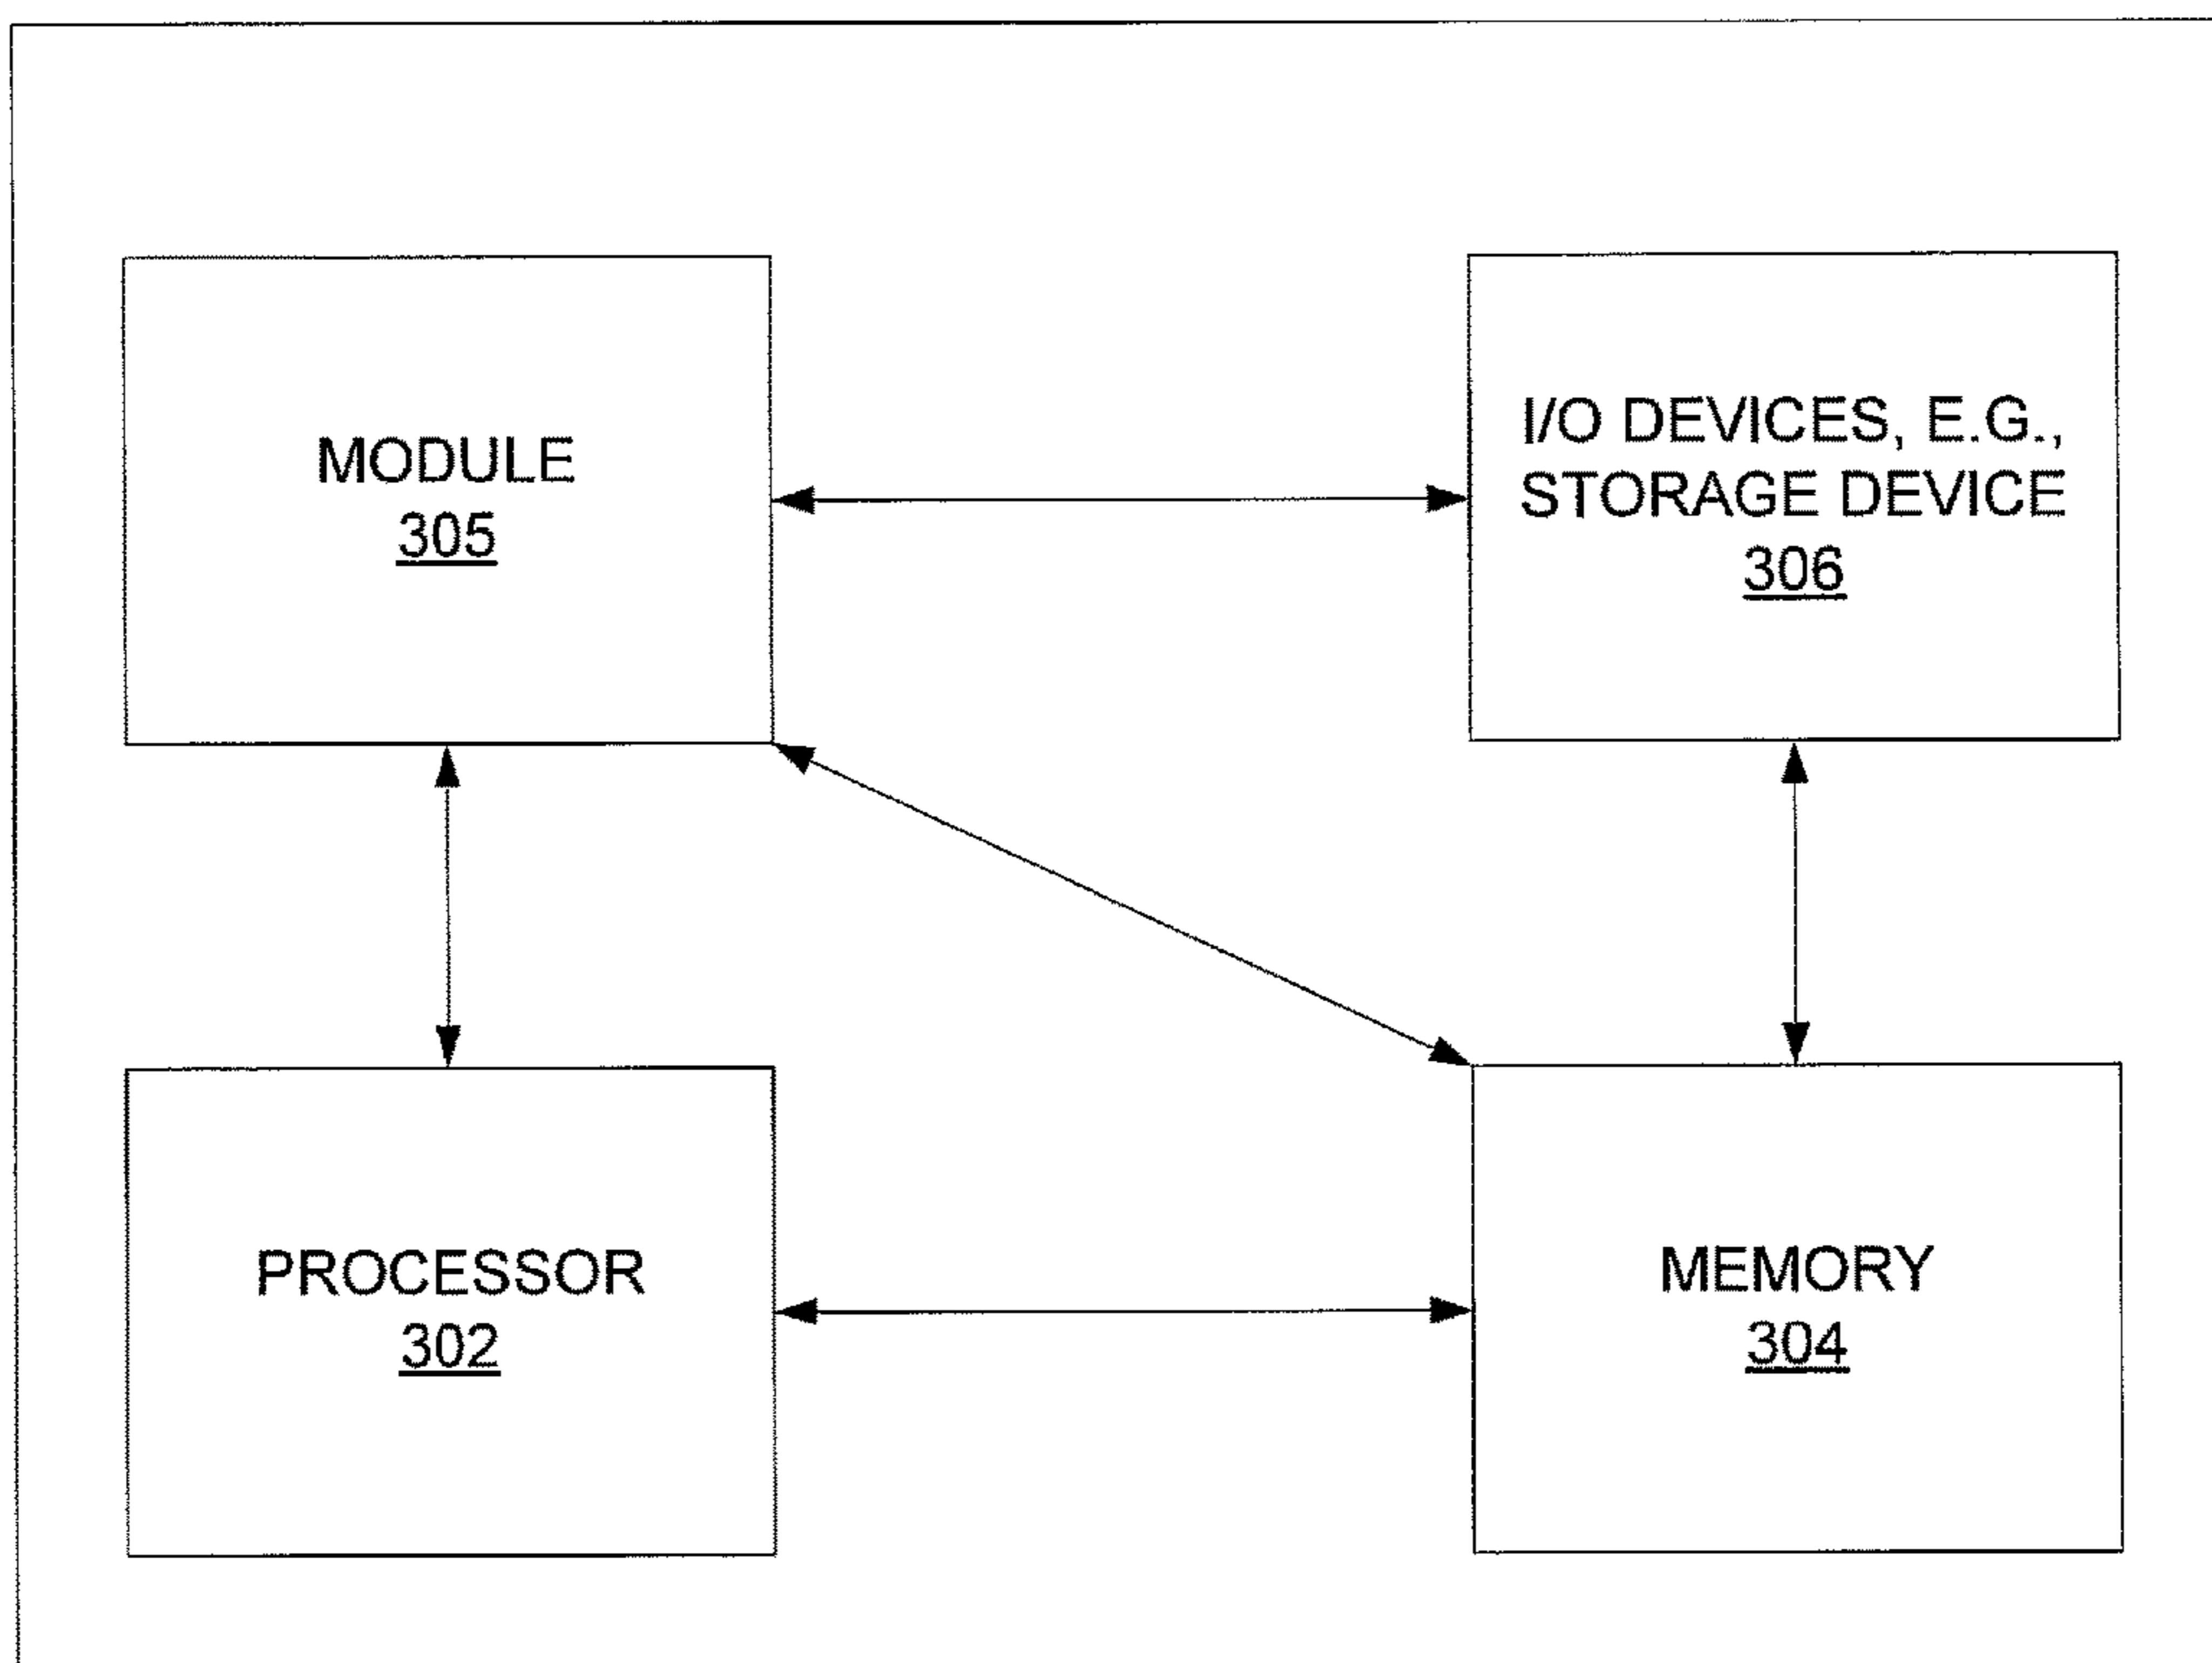 MODULE
305
I/O DEVICES, E.G.,
STORAGE DEVICE
306
PROCESSOR
302
MEMORY
304